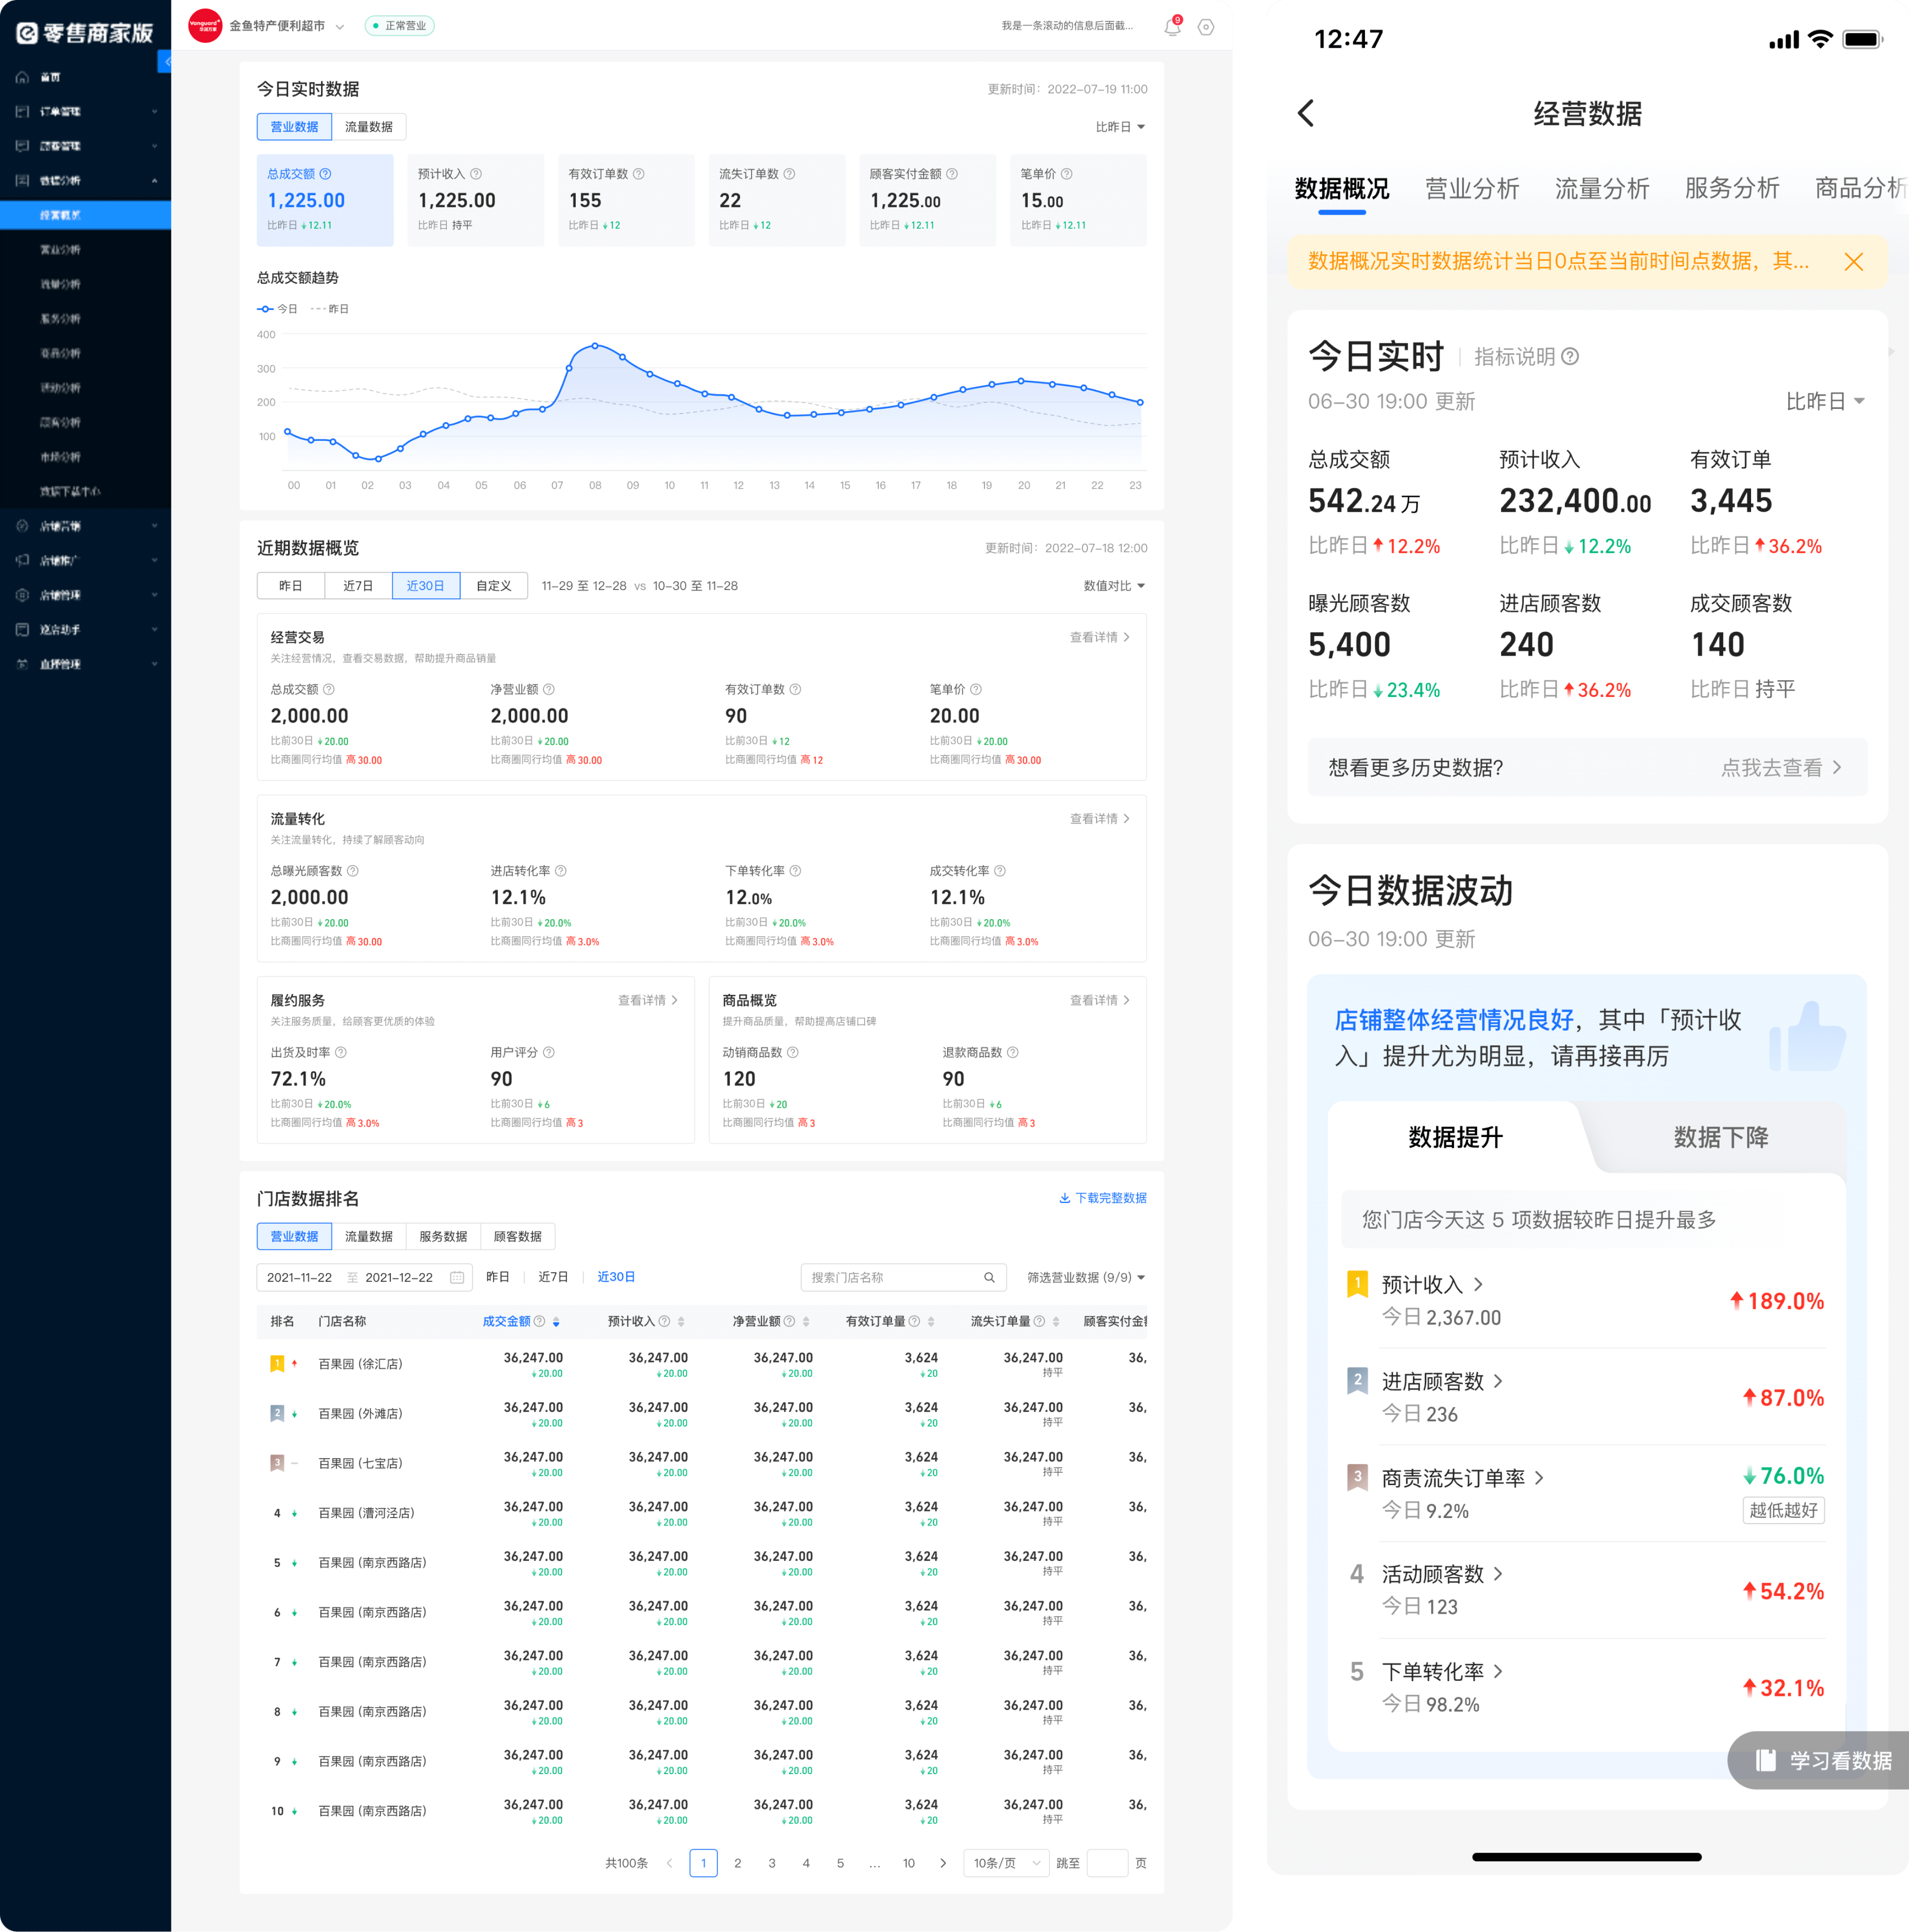 零售商家版
首页
订单管理
顾客管理
数据分析
经营概览
营业分析
流量分析
服务分析
商品分析
活动分析
顾客分析
市场分析
数据下载中心
店铺营销
店铺推广
店铺管理
逛店助手
直播管理
Vanguard
华润万家
金鱼特产便利超市
正常营业
我是一条滚动的信息后面截...
9
今日实时数据
更新时间：2022-07-19 11:00
营业数据 流量数据
比昨日
总成交额 预计收入 有效订单数 流失订单数 顾客实付金额 笔单价
1,225.00 1,225.00 155 22 1,225.00 15.00
比昨日 12.11 比昨日 持平 比昨日 12 比昨日 12 比昨日 12.11 比昨日 12.11
总成交额趋势
今日 昨日
400
300
200
100
00 01 02 03 04 05 06 07 08 09 10 11 12 13 14 15 16 17 18 19 20 21 22 23
近期数据概览
更新时间：2022-07-18 12:00
昨日 近7日 近30日 自定义 11-29 至 12-28 vs 10-30 至 11-28
数值对比
经营交易 查看详情
关注经营情况，查看交易数据，帮助提升商品销量
总成交额 净营业额 有效订单数 笔单价
2,000.00 2,000.00 90 20.00
比前30日 20.00 比前30日 20.00 比前30日 12 比前30日 20.00
比商圈同行均值 高 30.00 比商圈同行均值 高 30.00 比商圈同行均值 高 12 比商圈同行均值 高 30.00
流量转化 查看详情
关注流量转化，持续了解顾客动向
总曝光顾客数 进店转化率 下单转化率 成交转化率
2,000.00 12.1% 12.0% 12.1%
比前30日 20.00 比前30日 20.0% 比前30日 20.0% 比前30日 20.0%
比商圈同行均值 高 30.00 比商圈同行均值 高 3.0% 比商圈同行均值 高 3.0% 比商圈同行均值 高 3.0%
履约服务 查看详情
关注服务质量，给顾客更优质的体验
出货及时率 用户评分
72.1% 90
比前30日 20.0% 比前30日 6
比商圈同行均值 高 3.0% 比商圈同行均值 高 3
商品概览 查看详情
提升商品质量，帮助提高店铺口碑
动销商品数 退款商品数
120 90
比前30日 20 比前30日 6
比商圈同行均值 高 3 比商圈同行均值 高 3
门店数据排名
下载完整数据
营业数据 流量数据 服务数据 顾客数据
2021-11-22 至 2021-12-22 昨日 近7日 近30日
搜索门店名称 筛选营业数据 (9/9)
排名 门店名称 成交金额 预计收入 净营业额 有效订单量 流失订单量 顾客实付金额
1 百果园 (徐汇店) 36,247.00 36,247.00 36,247.00 3,624 36,247.00 36,
20.00 20.00 20.00 20 持平
2 百果园 (外滩店) 36,247.00 36,247.00 36,247.00 3,624 36,247.00 36,
20.00 20.00 20.00 20 持平
3 百果园 (七宝店) 36,247.00 36,247.00 36,247.00 3,624 36,247.00 36,
20.00 20.00 20.00 20 持平
4 百果园 (漕河泾店) 36,247.00 36,247.00 36,247.00 3,624 36,247.00 36,
20.00 20.00 20.00 20 持平
5 百果园 (南京西路店) 36,247.00 36,247.00 36,247.00 3,624 36,247.00 36,
20.00 20.00 20.00 20 持平
6 百果园 (南京西路店) 36,247.00 36,247.00 36,247.00 3,624 36,247.00 36,
20.00 20.00 20.00 20 持平
7 百果园 (南京西路店) 36,247.00 36,247.00 36,247.00 3,624 36,247.00 36,
20.00 20.00 20.00 20 持平
8 百果园 (南京西路店) 36,247.00 36,247.00 36,247.00 3,624 36,247.00 36,
20.00 20.00 20.00 20 持平
9 百果园 (南京西路店) 36,247.00 36,247.00 36,247.00 3,624 36,247.00 36,
20.00 20.00 20.00 20 持平
10 百果园 (南京西路店) 36,247.00 36,247.00 36,247.00 3,624 36,247.00 36,
20.00 20.00 20.00 20 持平
共100条 1 2 3 4 5 ... 10 10条/页 跳至 页
12:47
经营数据
数据概况 营业分析 流量分析 服务分析 商品分析
数据概况实时数据统计当日0点至当前时间点数据，其...
今日实时 指标说明
06-30 19:00 更新 比昨日
总成交额 预计收入 有效订单
542.24 万 232,400.00 3,445
比昨日 12.2% 比昨日 12.2% 比昨日 36.2%
曝光顾客数 进店顾客数 成交顾客数
5,400 240 140
比昨日 23.4% 比昨日 36.2% 比昨日 持平
想看更多历史数据? 点我去查看
今日数据波动
06-30 19:00 更新
店铺整体经营情况良好，其中「预计收
入」提升尤为明显，请再接再厉
数据提升 数据下降
您门店今天这 5 项数据较昨日提升最多
1 预计收入 189.0%
今日 2,367.00
2 进店顾客数 87.0%
今日 236
3 商责流失订单率 76.0%
今日 9.2% 越低越好
4 活动顾客数 54.2%
今日 123
5 下单转化率 32.1%
今日 98.2%
学习看数据